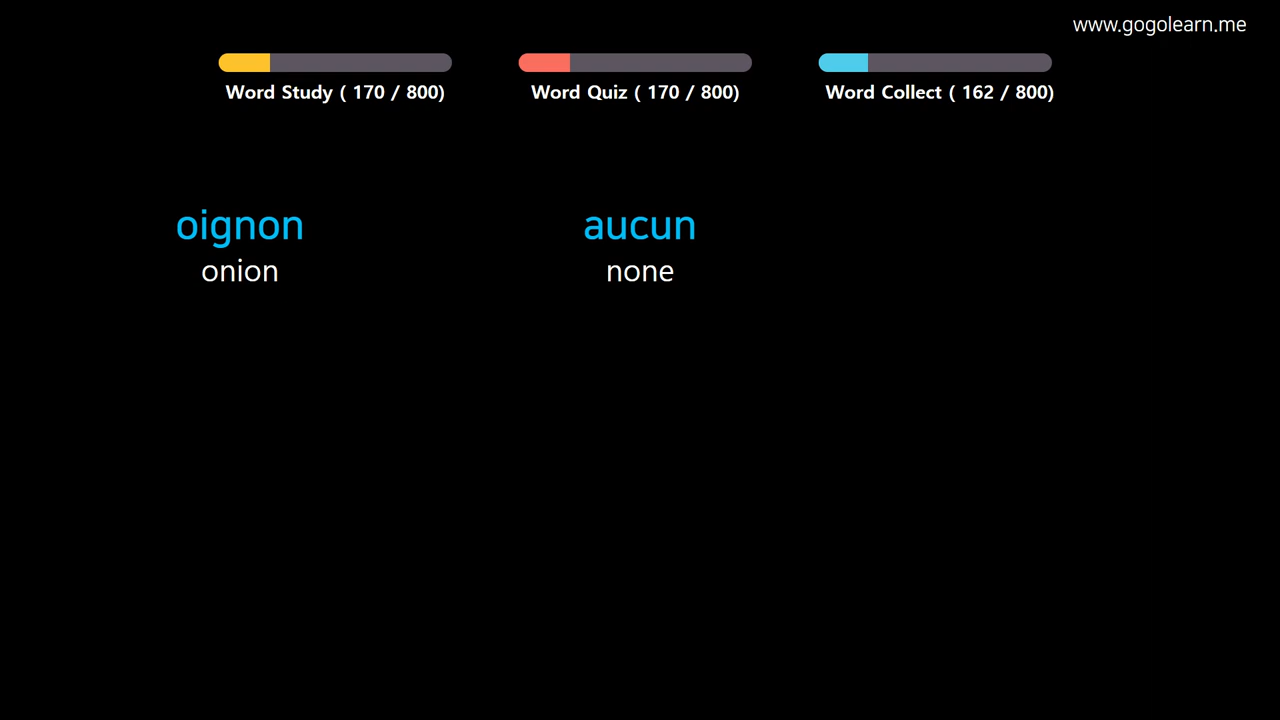 www.gogolearn.me
Word Study ( 170 / 800)
Word Quiz ( 170 / 800)
Word Collect ( 162 / 800)
oignon
onion
aucun
none